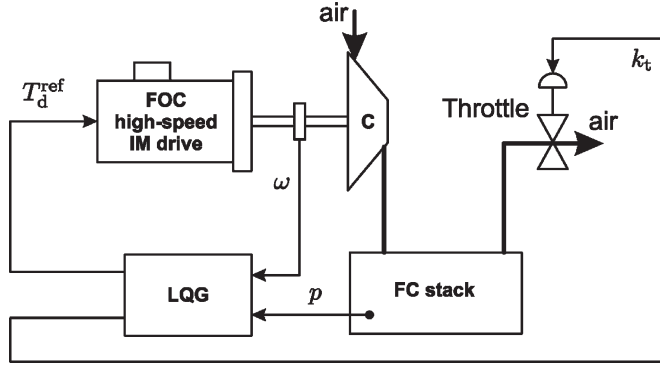 air
k_t
T_d^ref
FOC
high-speed
IM drive
C
Throttle
air
ω
LQG
p
FC stack